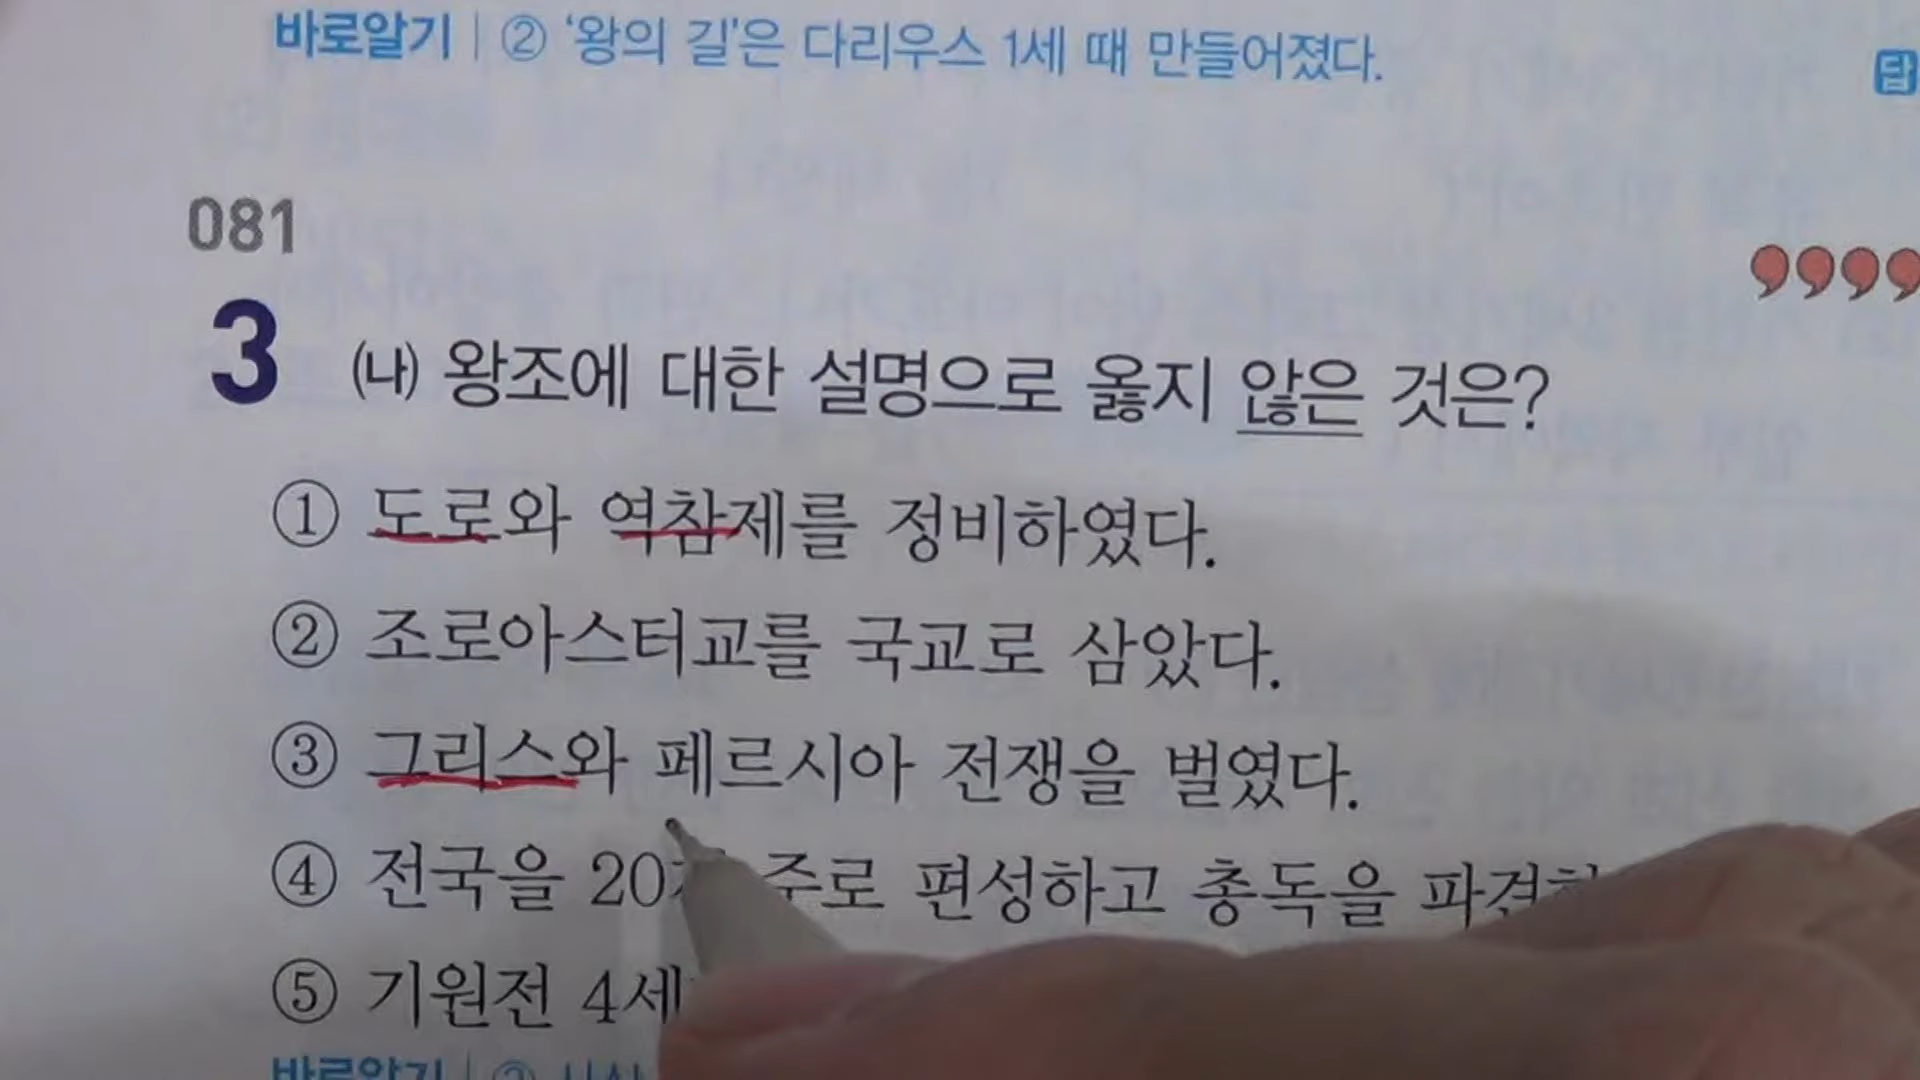 바로알기 | ② '왕의 길'은 다리우스 1세 때 만들어졌다.
답
081
3 (나) 왕조에 대한 설명으로 옳지 않은 것은?
① 도로와 역참제를 정비하였다.
② 조로아스터교를 국교로 삼았다.
③ 그리스와 페르시아 전쟁을 벌였다.
④ 전국을 20 주로 편성하고 총독을
⑤ 기원전
바로알기 | ②